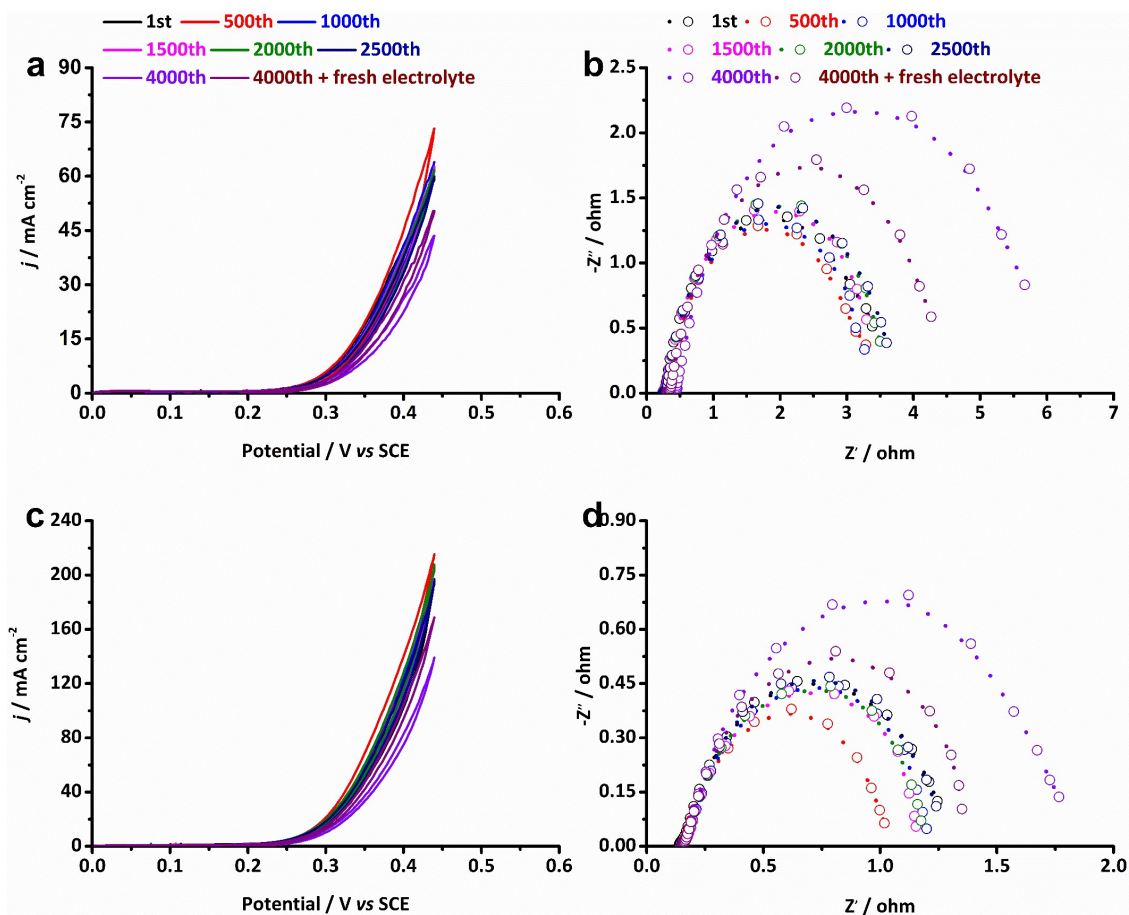 1st 500th 1000th
1500th 2000th 2500th
4000th 4000th + fresh electrolyte
a
90
75
60
45
30
15
0
j / mA cm⁻²
0.0 0.1 0.2 0.3 0.4 0.5 0.6
Potential / V vs SCE
1st 500th 1000th
1500th 2000th 2500th
4000th 4000th + fresh electrolyte
b
2.5
2.0
1.5
1.0
0.5
0.0
-Z″ / ohm
0 1 2 3 4 5 6 7
Z′ / ohm
c
240
200
160
120
80
40
0
j / mA cm⁻²
0.0 0.1 0.2 0.3 0.4 0.5 0.6
Potential / V vs SCE
d
0.90
0.75
0.60
0.45
0.30
0.15
0.00
-Z″ / ohm
0.0 0.5 1.0 1.5 2.0
Z′ / ohm